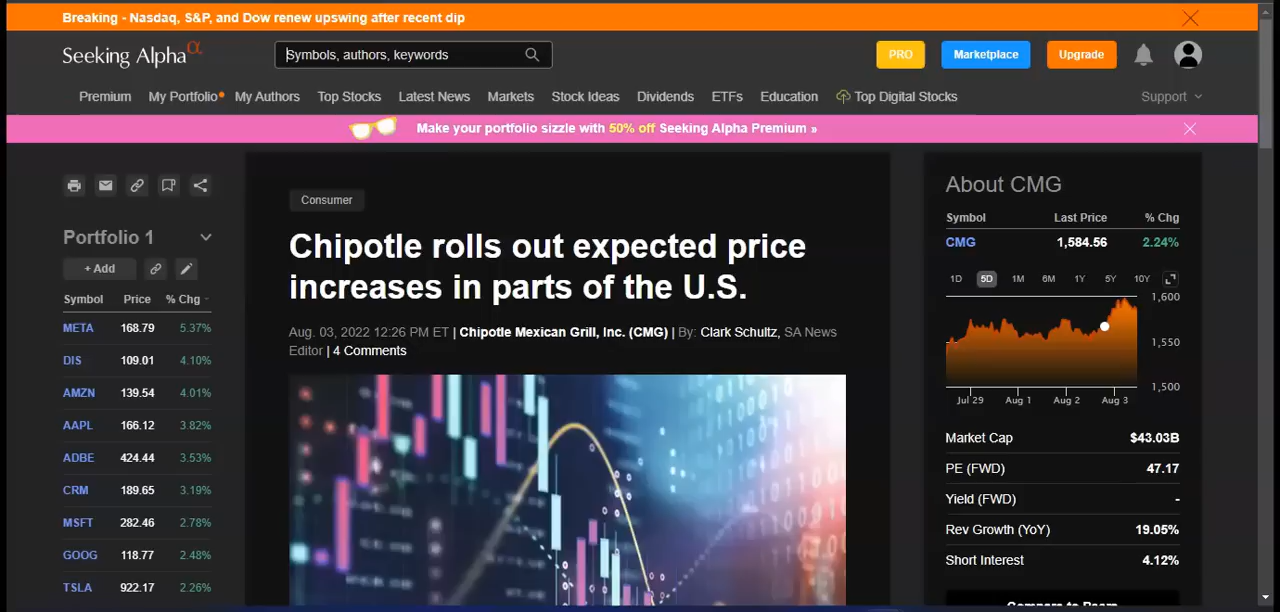 Breaking - Nasdaq, S&P, and Dow renew upswing after recent dip
Seeking Alpha α
Symbols, authors, keywords
PRO
Marketplace
Upgrade
Premium
My Portfolio
My Authors
Top Stocks
Latest News
Markets
Stock Ideas
Dividends
ETFs
Education
Top Digital Stocks
Support
Make your portfolio sizzle with 50% off Seeking Alpha Premium »
Portfolio 1
+ Add
Symbol Price % Chg
META 168.79 5.37%
DIS 109.01 4.10%
AMZN 139.54 4.01%
AAPL 166.12 3.82%
ADBE 424.44 3.53%
CRM 189.65 3.19%
MSFT 282.46 2.78%
GOOG 118.77 2.48%
TSLA 922.17 2.26%
Consumer
Chipotle rolls out expected price
increases in parts of the U.S.
Aug. 03, 2022 12:26 PM ET | Chipotle Mexican Grill, Inc. (CMG) | By: Clark Schultz, SA News
Editor | 4 Comments
About CMG
Symbol Last Price % Chg
CMG 1,584.56 2.24%
1D 5D 1M 6M 1Y 5Y 10Y
1,600
1,550
1,500
Jul 29 Aug 1 Aug 2 Aug 3
Market Cap $43.03B
PE (FWD) 47.17
Yield (FWD) -
Rev Growth (YoY) 19.05%
Short Interest 4.12%
Compare to Peers